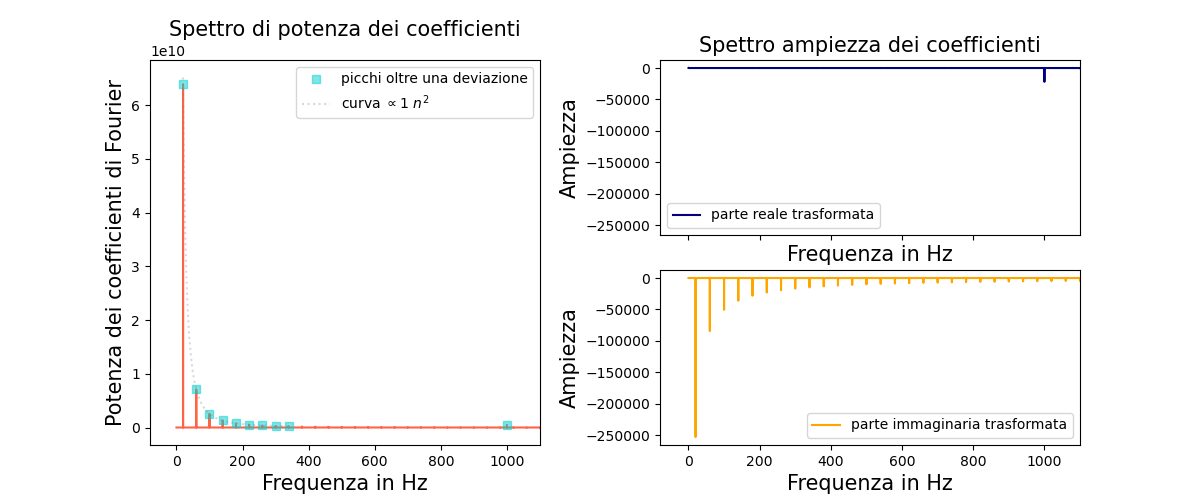 Spettro di potenza dei coefficienti
1e10
picchi oltre una deviazione
curva ∝1 n²
6
5
4
3
2
1
0
Potenza dei coefficienti di Fourier
0 200 400 600 800 1000
Frequenza in Hz
Spettro ampiezza dei coefficienti
0
−50000
−100000
−150000
−200000
−250000
Ampiezza
parte reale trasformata
Frequenza in Hz
0
−50000
−100000
−150000
−200000
−250000
Ampiezza
parte immaginaria trasformata
0 200 400 600 800 1000
Frequenza in Hz